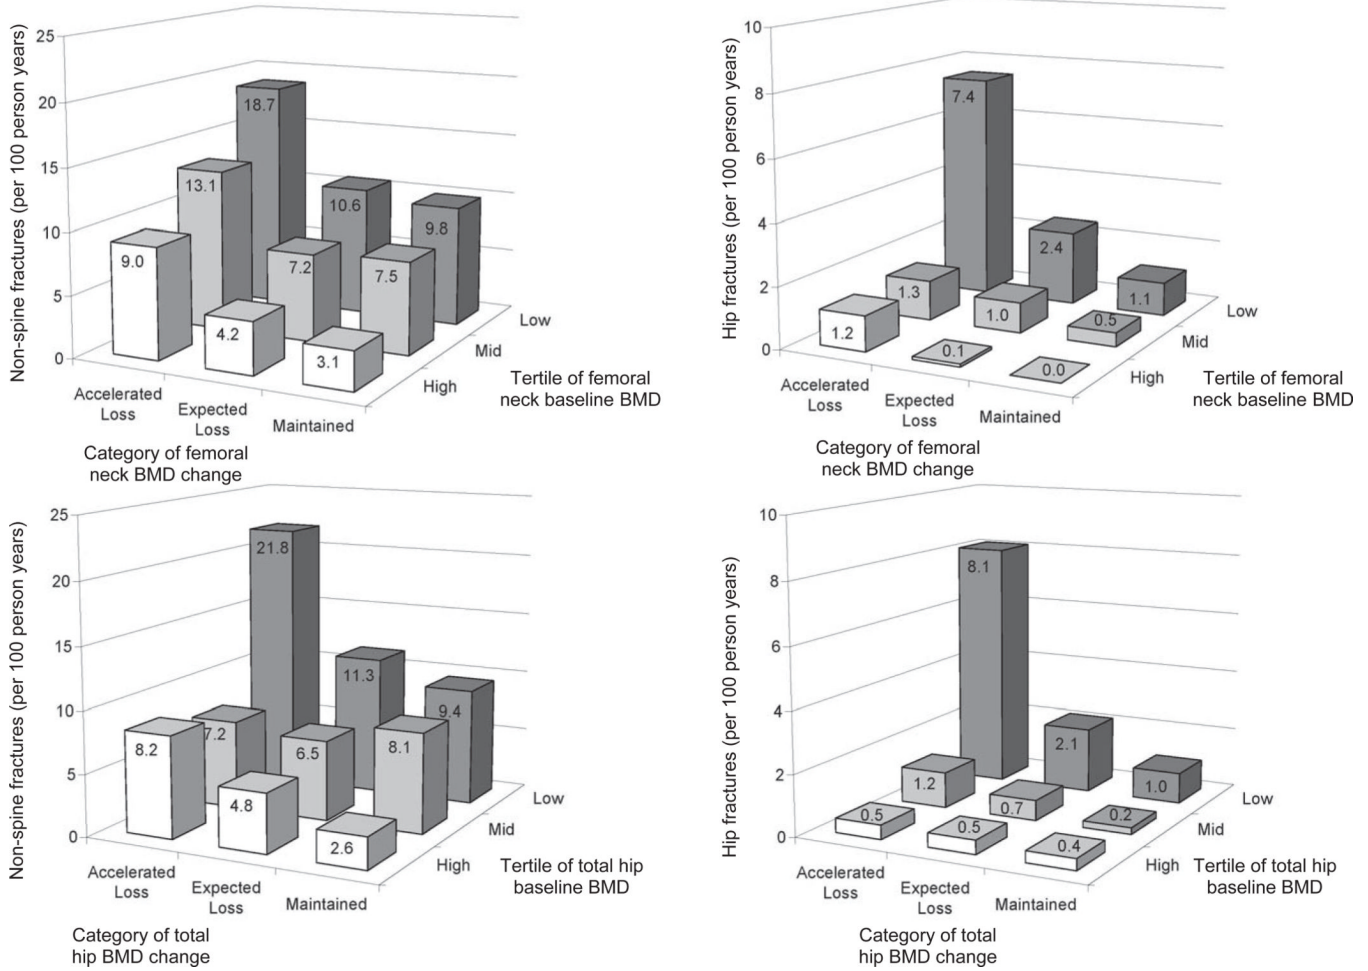 Non-spine fractures (per 100 person years)
25
20
15
10
5
0
18.7
13.1
9.0
10.6
7.2
4.2
9.8
7.5
3.1
Low
Mid
High
Accelerated
Loss
Expected
Loss
Maintained
Tertile of femoral
neck baseline BMD
Category of femoral
neck BMD change
Hip fractures (per 100 person years)
10
8
6
4
2
0
7.4
1.3
1.2
2.4
1.0
0.1
1.1
0.5
0.0
Low
Mid
High
Accelerated
Loss
Expected
Loss
Maintained
Tertile of femoral
neck baseline BMD
Category of femoral
neck BMD change
Non-spine fractures (per 100 person years)
25
20
15
10
5
0
21.8
7.2
8.2
11.3
6.5
4.8
9.4
8.1
2.6
Low
Mid
High
Accelerated
Loss
Expected
Loss
Maintained
Tertile of total hip
baseline BMD
Category of total
hip BMD change
Hip fractures (per 100 person years)
10
8
6
4
2
0
8.1
1.2
0.5
2.1
0.7
0.5
1.0
0.2
0.4
Low
Mid
High
Accelerated
Loss
Expected
Loss
Maintained
Tertile of total hip
baseline BMD
Category of total
hip BMD change